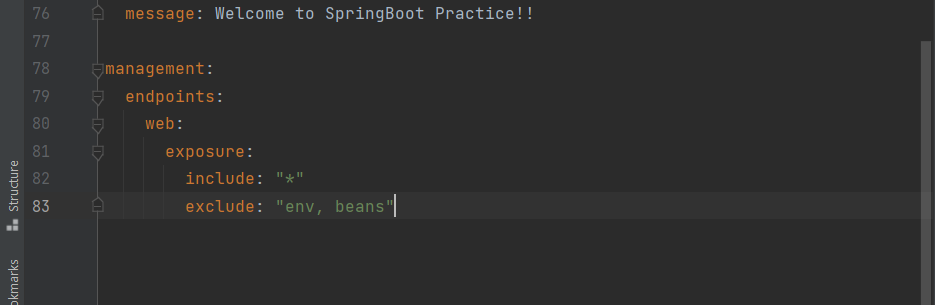 76 message: Welcome to SpringBoot Practice!!
77
78 management:
79 endpoints:
80 web:
81 exposure:
82 include: "*"
83 exclude: "env, beans"
Structure
okmarks